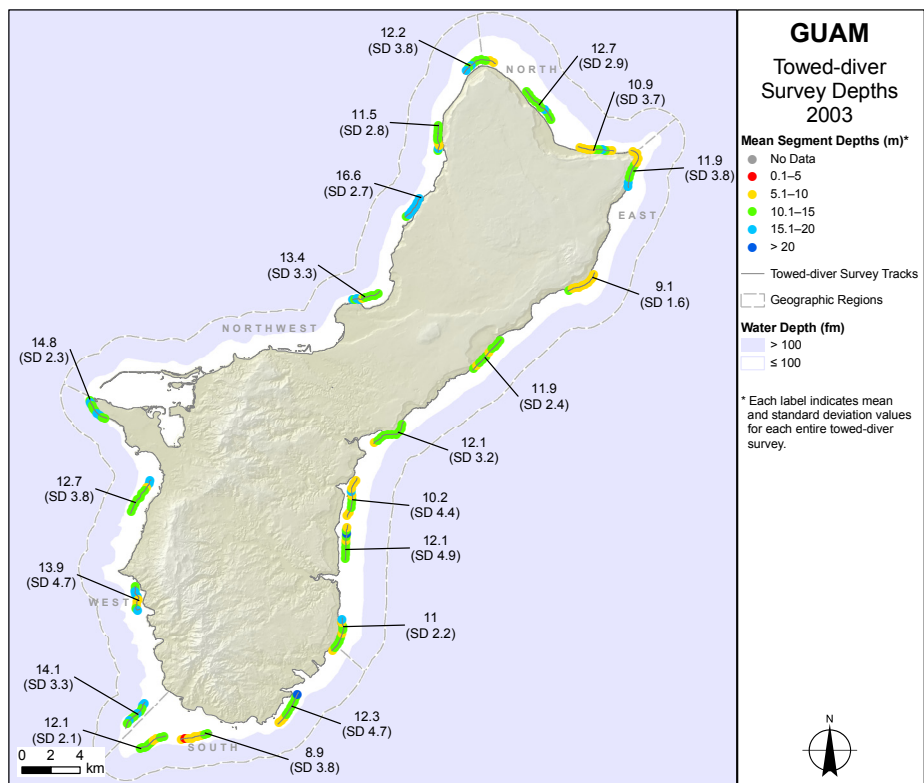 GUAM
Towed-diver
Survey Depths
2003
Mean Segment Depths (m)*
No Data
0.1–5
5.1–10
10.1–15
15.1–20
> 20
Towed-diver Survey Tracks
Geographic Regions
Water Depth (fm)
> 100
≤ 100
* Each label indicates mean
and standard deviation values
for each entire towed-diver
survey.
N
12.2
(SD 3.8)
NORTH
12.7
(SD 2.9)
10.9
(SD 3.7)
11.5
(SD 2.8)
11.9
(SD 3.8)
16.6
(SD 2.7)
EAST
13.4
(SD 3.3)
9.1
(SD 1.6)
NORTHWEST
14.8
(SD 2.3)
11.9
(SD 2.4)
12.1
(SD 3.2)
12.7
(SD 3.8)
10.2
(SD 4.4)
12.1
(SD 4.9)
13.9
(SD 4.7)
WEST
11
(SD 2.2)
14.1
(SD 3.3)
12.3
(SD 4.7)
12.1
(SD 2.1)
SOUTH
8.9
(SD 3.8)
0 2 4
km